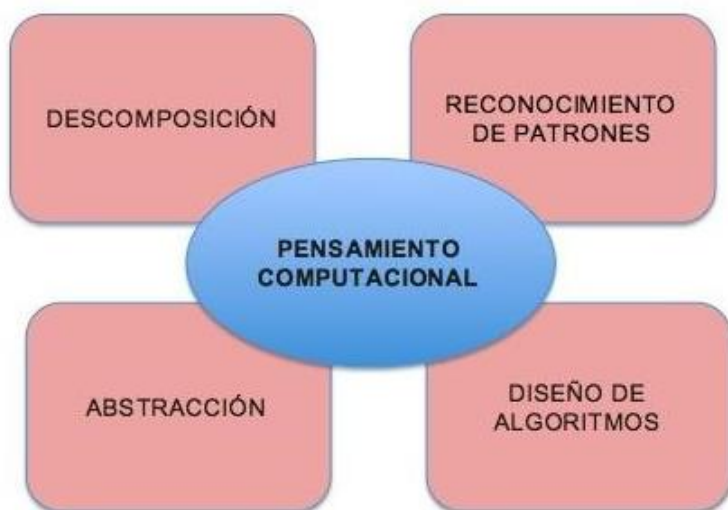 DESCOMPOSICIÓN
RECONOCIMIENTO
DE PATRONES
PENSAMIENTO
COMPUTACIONAL
ABSTRACCIÓN
DISEÑO DE
ALGORITMOS